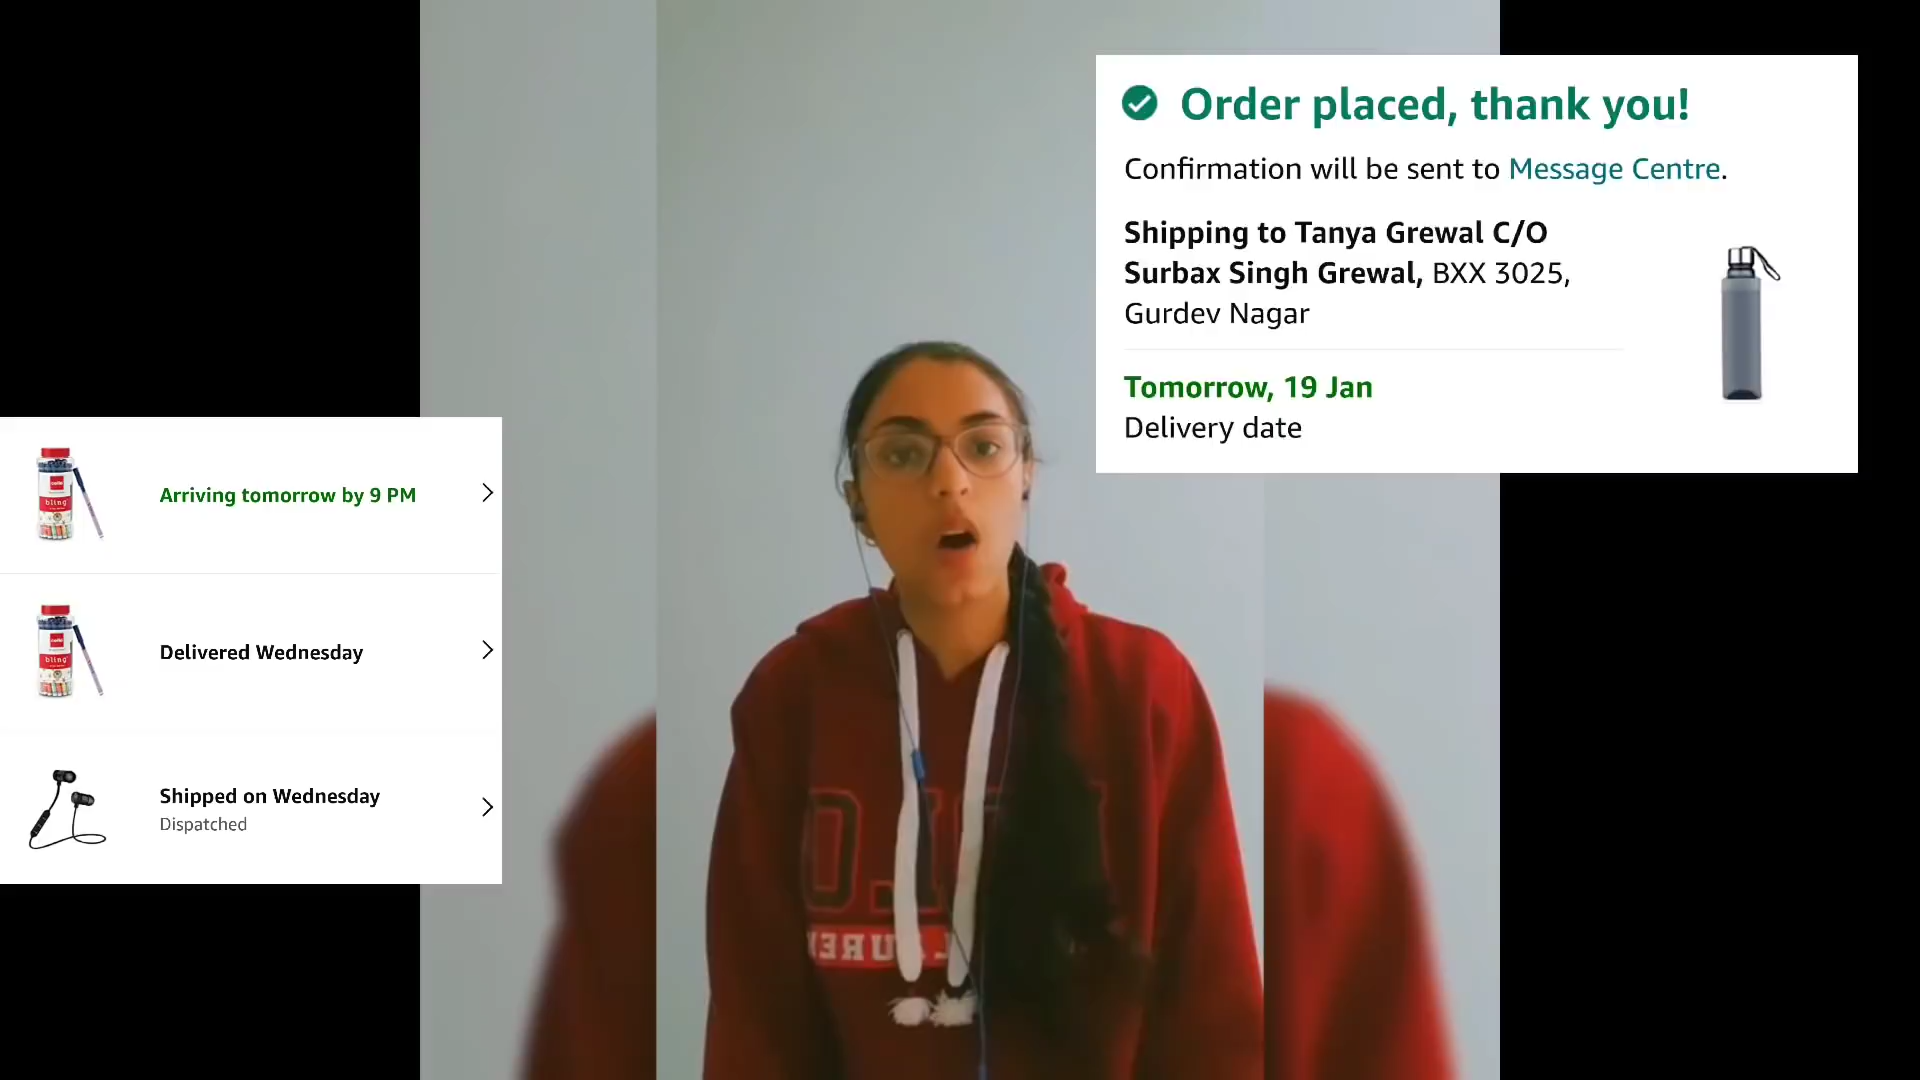 Order placed, thank you!
Confirmation will be sent to Message Centre.
Shipping to Tanya Grewal C/O
Surbax Singh Grewal, BXX 3025,
Gurdev Nagar
Tomorrow, 19 Jan
Delivery date
bling
Arriving tomorrow by 9 PM
bling
Delivered Wednesday
Shipped on Wednesday
Dispatched